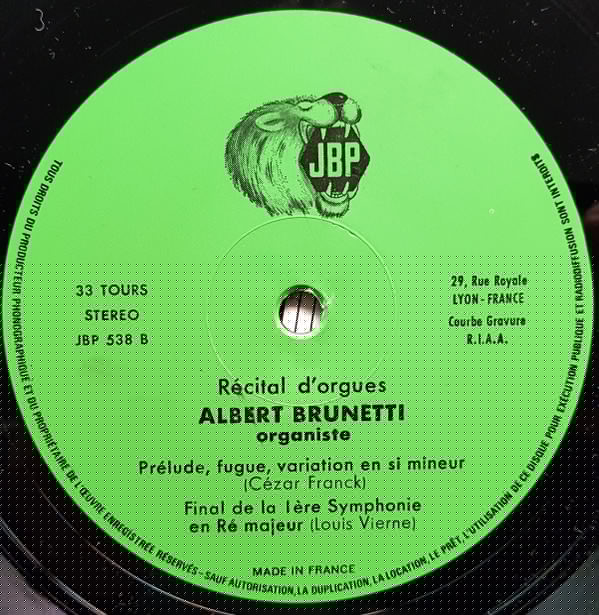 JBP
33 TOURS
STEREO
JBP 538 B
29, Rue Royale
LYON - FRANCE
Courbe Gravure
R.I.A.A.
Récital d'orgues
ALBERT BRUNETTI
organiste
Prélude, fugue, variation en si mineur
(Cézar Franck)
Final de la 1ère Symphonie
en Ré majeur (Louis Vierne)
MADE IN FRANCE
TOUS DROITS DU PRODUCTEUR PHONOGRAPHIQUE ET DU PROPRIÉTAIRE DE L'ŒUVRE ENREGISTRÉE RÉSERVÉS - SAUF AUTORISATION, LA DUPLICATION, LA LOCATION, LE PRÊT, L'UTILISATION DE CE DISQUE POUR EXÉCUTION PUBLIQUE ET RADIODIFFUSION SONT INTERDITS